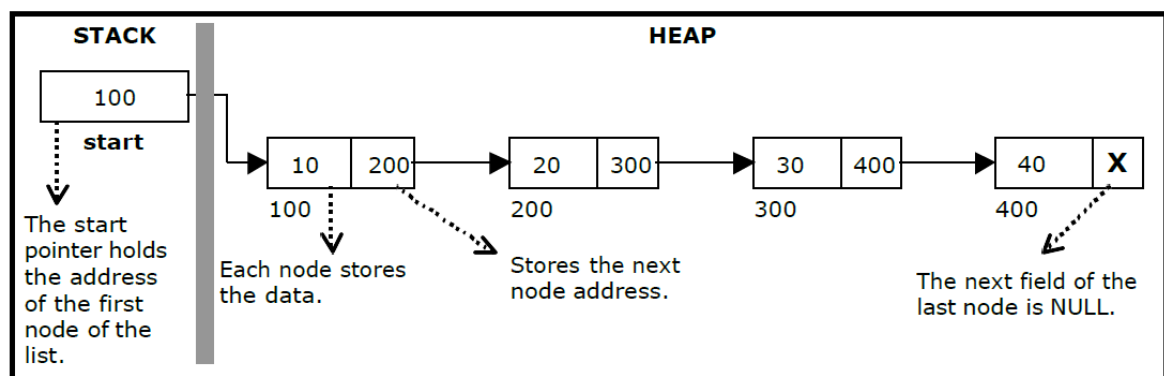 STACK
HEAP
100
start
10 200
20 300
30 400
40 X
100
200
300
400
The start
pointer holds
the address
of the first
node of the
list.
Each node stores
the data.
Stores the next
node address.
The next field of the
last node is NULL.